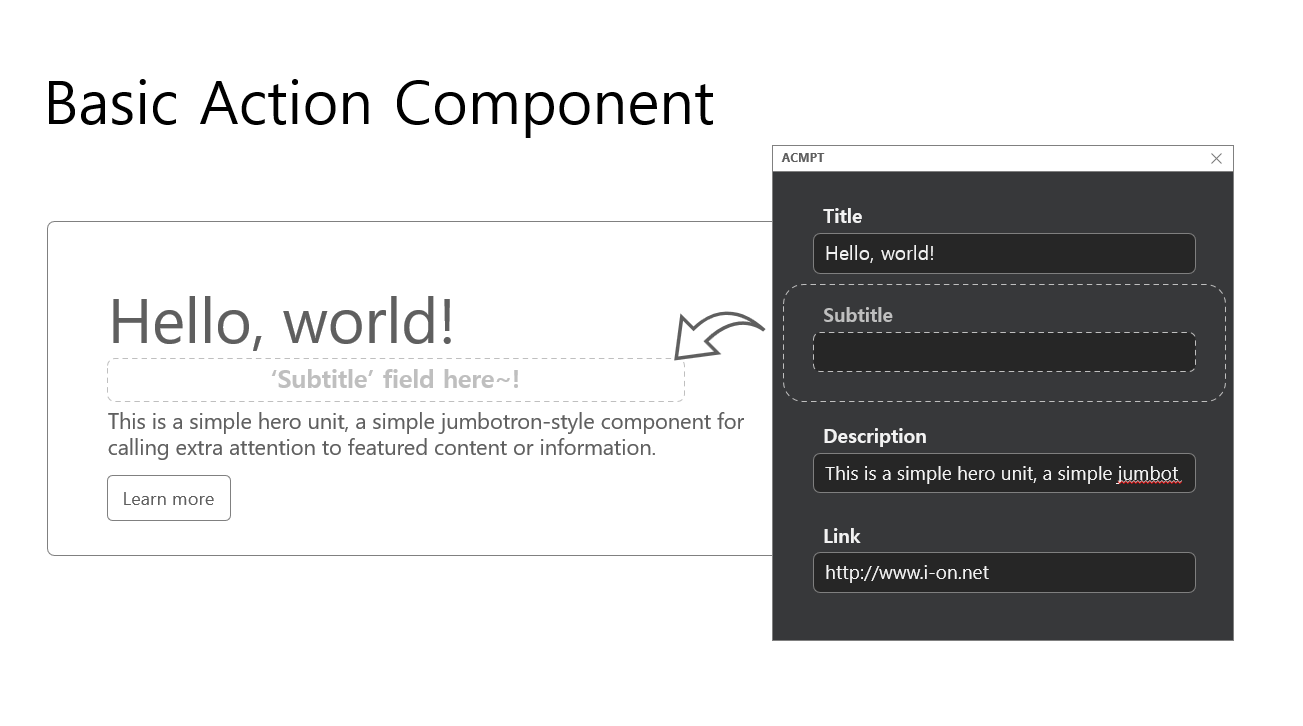 Basic Action Component
Hello, world!
‘Subtitle’ field here~!
This is a simple hero unit, a simple jumbotron-style component for
calling extra attention to featured content or information.
Learn more
ACMPT
Title
Hello, world!
Subtitle
Description
This is a simple hero unit, a simple jumbot
Link
http://www.i-on.net